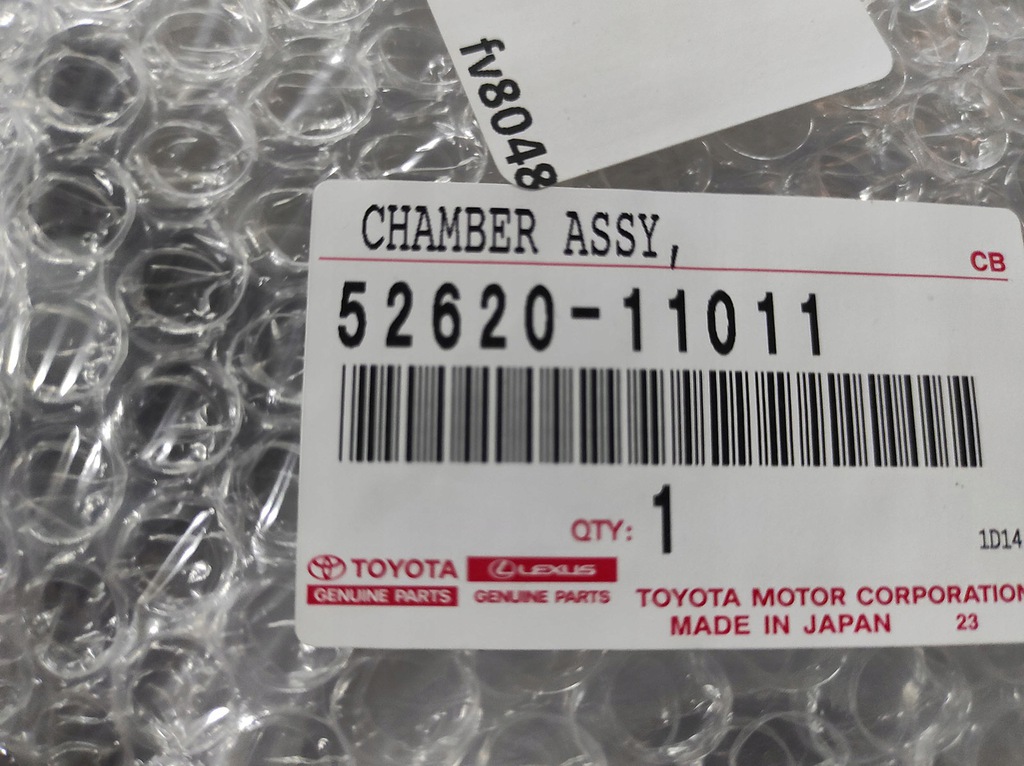 fv8048
CHAMBER ASSY,
CB
52620-11011
QTY: 1
1D14
TOYOTA
GENUINE PARTS
LEXUS
GENUINE PARTS
TOYOTA MOTOR CORPORATION
MADE IN JAPAN 23